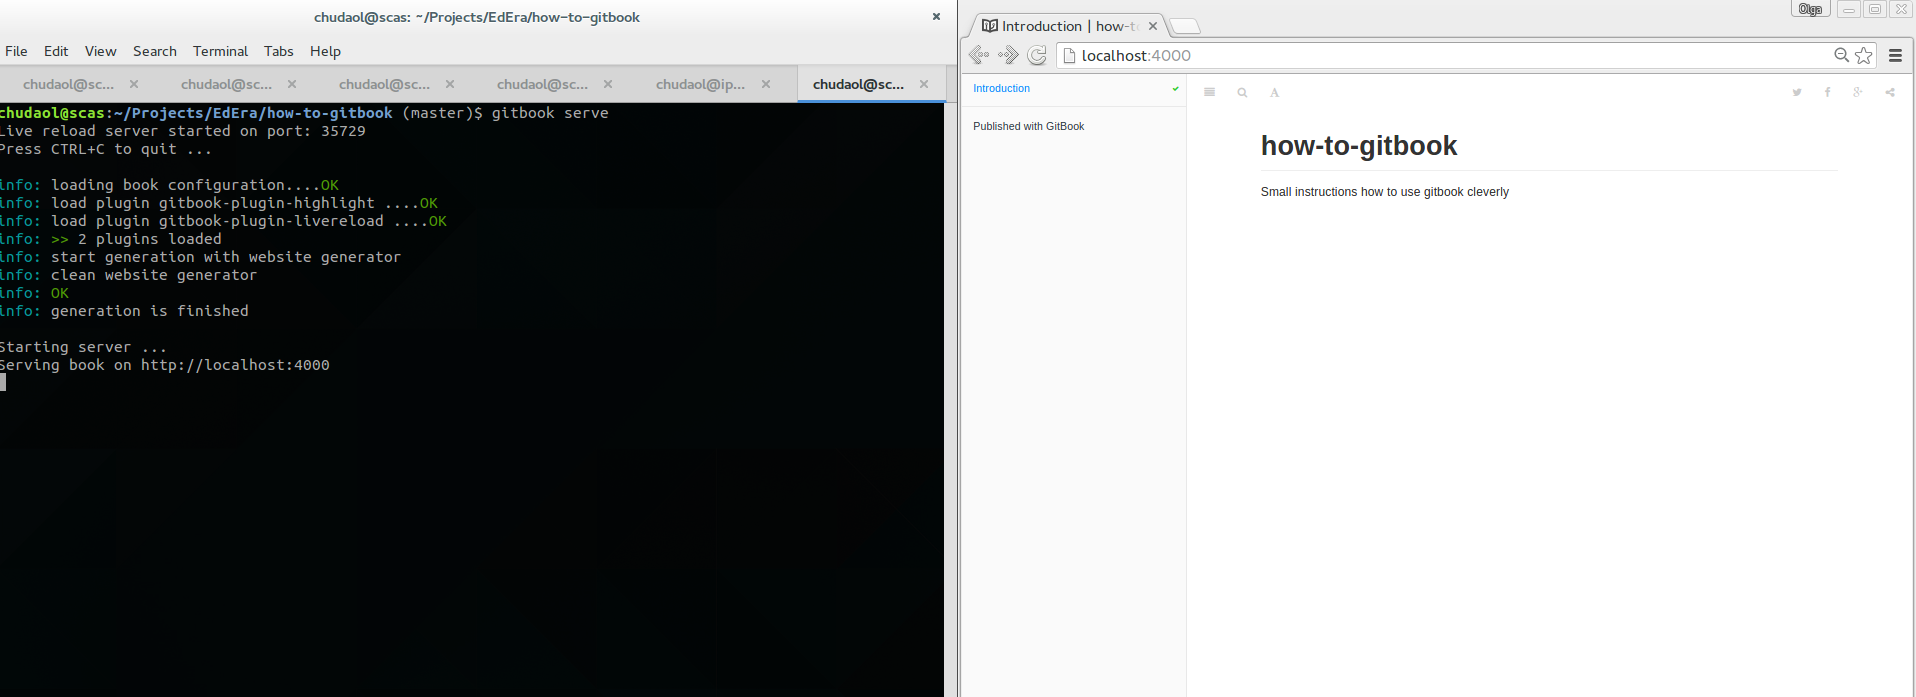 chudaol@scas: ~/Projects/EdEra/how-to-gitbook
File Edit View Search Terminal Tabs Help
chudaol@sc... chudaol@sc... chudaol@sc... chudaol@sc... chudaol@ip... chudaol@sc...
chudaol@scas:~/Projects/EdEra/how-to-gitbook (master)$ gitbook serve
Live reload server started on port: 35729
Press CTRL+C to quit ...
info: loading book configuration....OK
info: load plugin gitbook-plugin-highlight ....OK
info: load plugin gitbook-plugin-livereload ....OK
info: >> 2 plugins loaded
info: start generation with website generator
info: clean website generator
info: OK
info: generation is finished
Starting server ...
Serving book on http://localhost:4000
Olga
Introduction | how-to
localhost:4000
Introduction
Published with GitBook
A
how-to-gitbook
Small instructions how to use gitbook cleverly